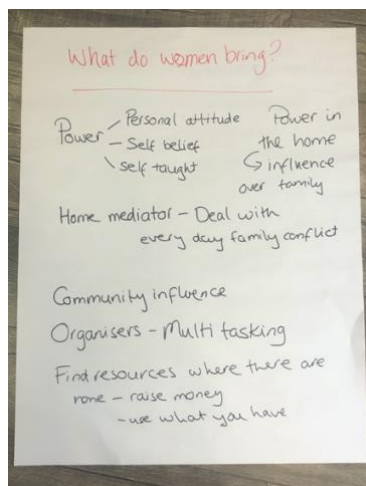 What do women bring?
Power - Personal attitude
- Self belief
- self taught
Power in
the home
↳ influence
over family
Home mediator - Deal with
every day family conflict
Community influence
Organisers - Multi tasking
Find resources where there are
none - raise money
- use what you have